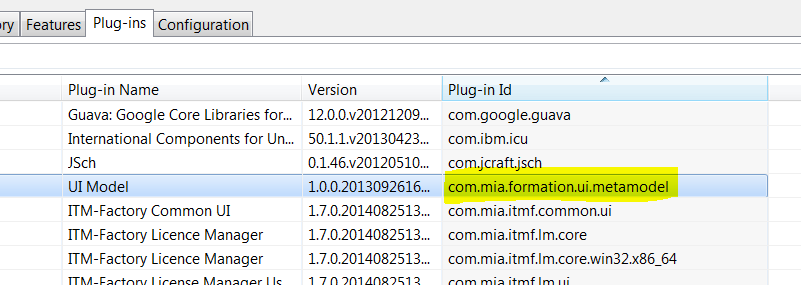 ry Features Plug-ins Configuration
Plug-in Name Version Plug-in Id
Guava: Google Core Libraries for... 12.0.0.v20121209... com.google.guava
International Components for Un... 50.1.1.v20130423... com.ibm.icu
JSch 0.1.46.v20120510... com.jcraft.jsch
UI Model 1.0.0.2013092616... com.mia.formation.ui.metamodel
ITM-Factory Common UI 1.7.0.2014082513... com.mia.itmf.common.ui
ITM-Factory Licence Manager 1.7.0.2014082513... com.mia.itmf.lm.core
ITM-Factory Licence Manager 1.7.0.2014082513... com.mia.itmf.lm.core.win32.x86_64
ITM-Factory Licence Manager Us... 1.7.0.2014082513... com.mia.itmf.lm.ui